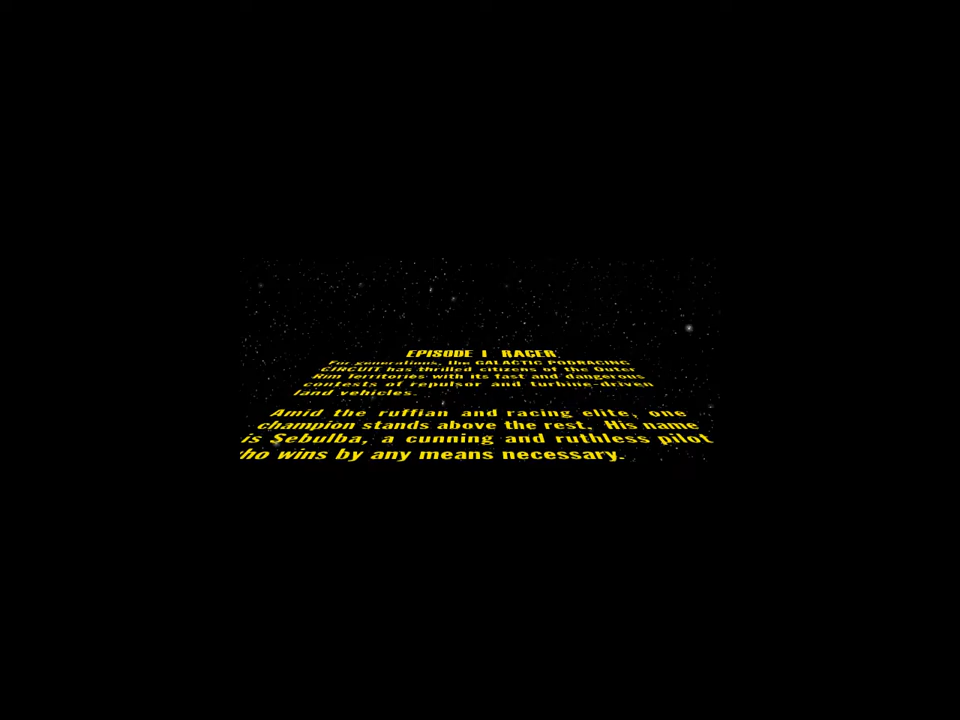 EPISODE I RACER
For generations, the GALACTIC PODRACING
CIRCUIT has thrilled citizens of the Outer
Rim Territories with its fast and dangerous
contests of repulsor and turbine-driven
land vehicles.
Amid the ruffian and racing elite, one
champion stands above the rest. His name
is Sebulba, a cunning and ruthless pilot
ho wins by any means necessary.